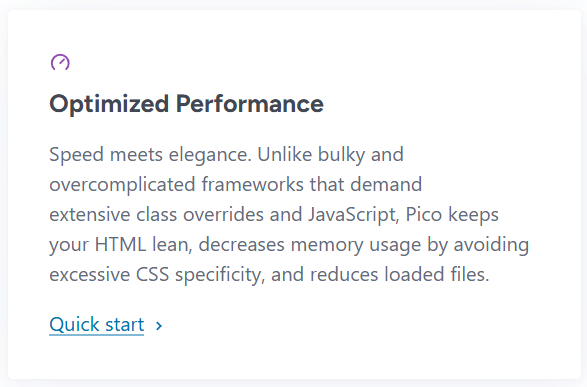 Optimized Performance
Speed meets elegance. Unlike bulky and
overcomplicated frameworks that demand
extensive class overrides and JavaScript, Pico keeps
your HTML lean, decreases memory usage by avoiding
excessive CSS specificity, and reduces loaded files.
Quick start